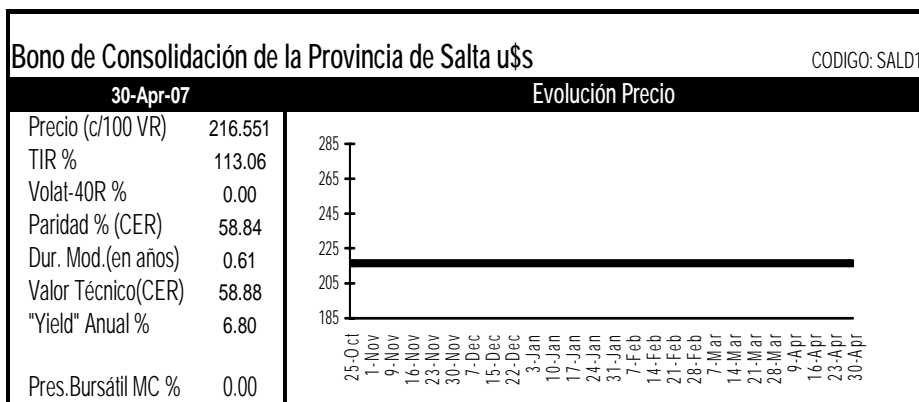 Bono de Consolidación de la Provincia de Salta u$s CODIGO: SALD1
30-Apr-07 Evolución Precio
Precio (c/100 VR) 216.551
TIR % 113.06
Volat-40R % 0.00
Paridad % (CER) 58.84
Dur. Mod.(en años) 0.61
Valor Técnico(CER) 58.88
"Yield" Anual % 6.80
Pres.Bursátil MC % 0.00
285
265
245
225
205
185
25-Oct
1-Nov
9-Nov
16-Nov
23-Nov
30-Nov
7-Dec
15-Dec
22-Dec
3-Jan
10-Jan
17-Jan
24-Jan
31-Jan
7-Feb
14-Feb
21-Feb
28-Feb
7-Mar
14-Mar
21-Mar
28-Mar
9-Apr
16-Apr
23-Apr
30-Apr